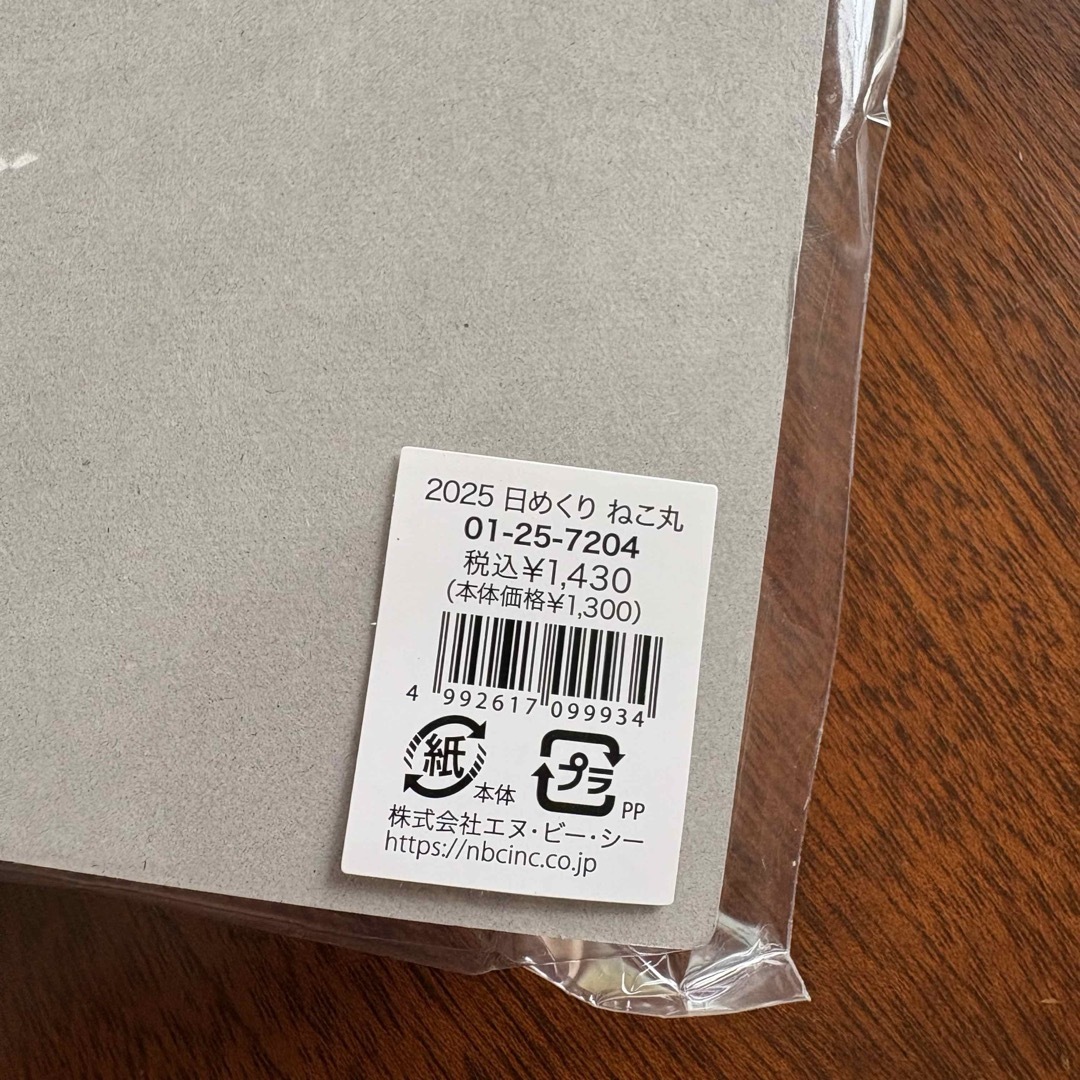 2025 日めくり ねこ丸
01-25-7204
税込¥1,430
(本体価格¥1,300)
4 992617 099934
紙 本体 プラ PP
株式会社エヌ・ビー・シー
https://nbcinc.co.jp